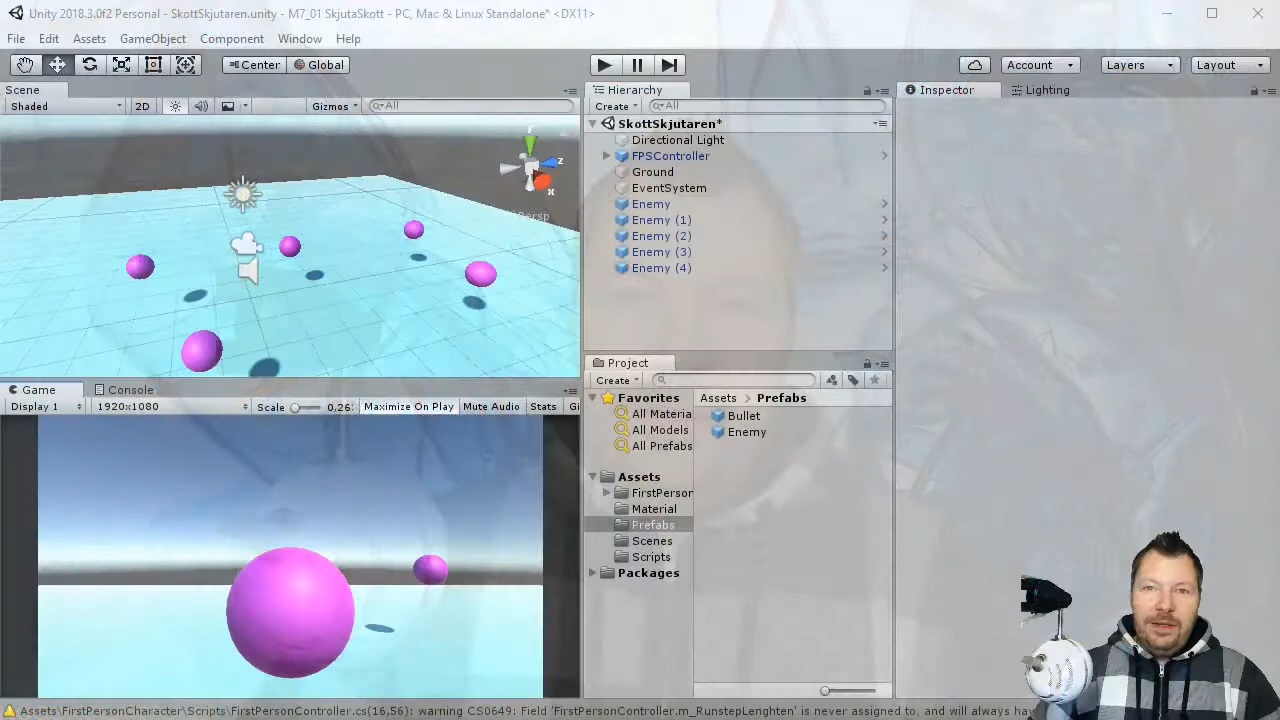 Unity 2018.3.0f2 Personal - SkottSkjutaren.unity - M7_01 SkjutaSkott - PC, Mac & Linux Standalone* <DX11>
File Edit Assets GameObject Component Window Help
Center Global Account Layers Layout
Scene
Shaded 2D Gizmos All
y
z
x
Persp
Hierarchy
Create All
SkottSkjutaren*
Directional Light
FPSController
Ground
EventSystem
Enemy
Enemy (1)
Enemy (2)
Enemy (3)
Enemy (4)
Inspector Lighting
Game Console
Display 1 1920x1080 Scale 0,26 Maximize On Play Mute Audio Stats Gi
Project
Create
Favorites
All Materia
All Models
All Prefabs
Assets
FirstPerson
Material
Prefabs
Scenes
Scripts
Packages
Assets > Prefabs
Bullet
Enemy
Assets\FirstPersonCharacter\Scripts\FirstPersonController.cs(16,56): warning CS0649: Field 'FirstPersonController.m_RunstepLenghten' is never assigned to, and will always ha